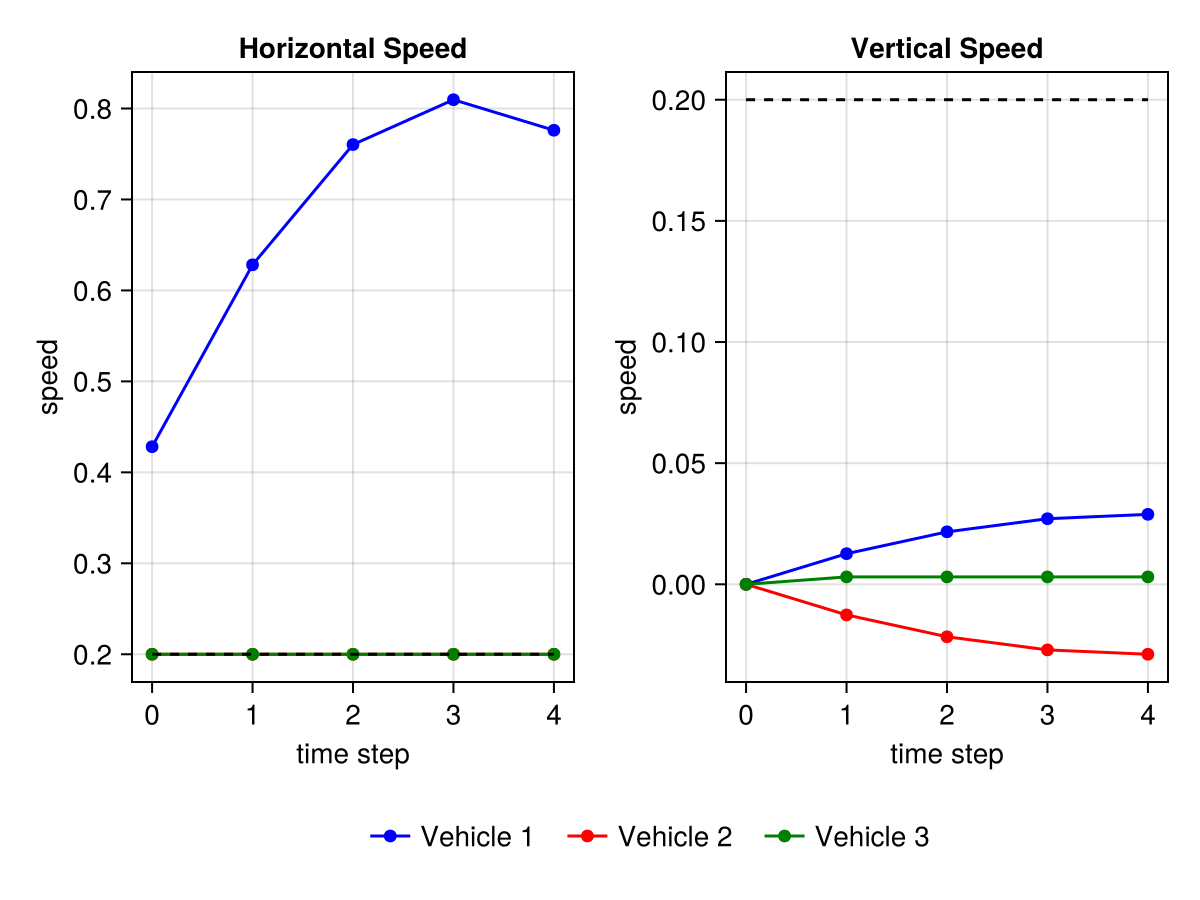 Horizontal Speed
Vertical Speed
0.8
0.7
0.6
0.5
0.4
0.3
0.2
speed
0 1 2 3 4
time step
0.20
0.15
0.10
0.05
0.00
speed
0 1 2 3 4
time step
Vehicle 1 Vehicle 2 Vehicle 3